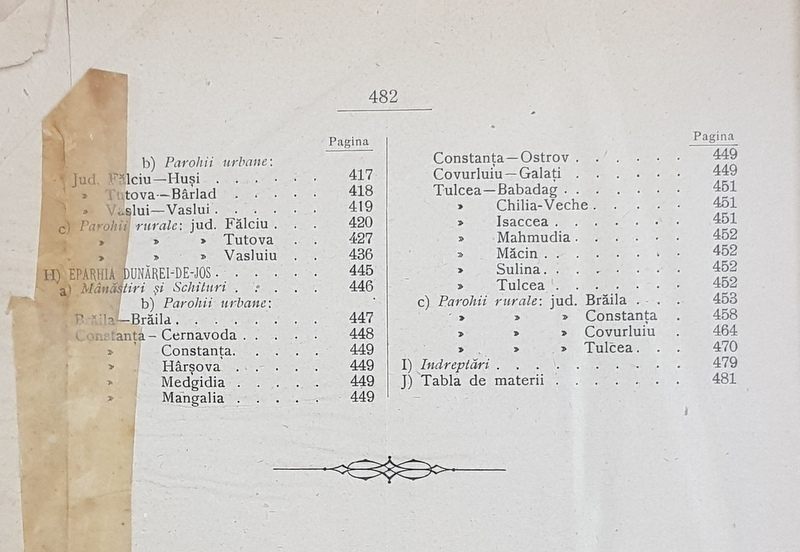 482
Pagina
b) Parohii urbane:
Jud. Fălciu—Huși . . . . . . 417
» Tutova—Bârlad . . . . . 418
» Vaslui—Vaslui . . . . . . 419
c) Parohii rurale: jud. Fălciu . . . 420
» » » Tutova . . 427
» » » Vasluiu . . 436
H) EPARHIA DUNĂREI-DE-JOS . . . . . . 445
a) Mănăstiri și Schituri . . . . . 446
b) Parohii urbane:
Brăila—Brăila . . . . . . . . 447
Constanța – Cernavoda . . . . . 448
» Constanța. . . . . 449
» Hârșova . . . . . 449
» Medgidia . . . . . 449
» Mangalia . . . . . 449
Pagina
Constanța—Ostrov . . . . . . 449
Covurluiu—Galați . . . . . . 449
Tulcea—Babadag . . . . . . . 451
» Chilia-Veche . . . . . 451
» Isaccea . . . . . . . 451
» Mahmudia . . . . . . 452
» Măcin . . . . . . . 452
» Sulina . . . . . . . 452
» Tulcea . . . . . . . 452
c) Parohii rurale: jud. Brăila . . . 453
» » » Constanța . 458
» » » Covurluiu . 464
» » » Tulcea . . . 470
I) Indreptări . . . . . . . . . 479
J) Tabla de materii . . . . . . . 481